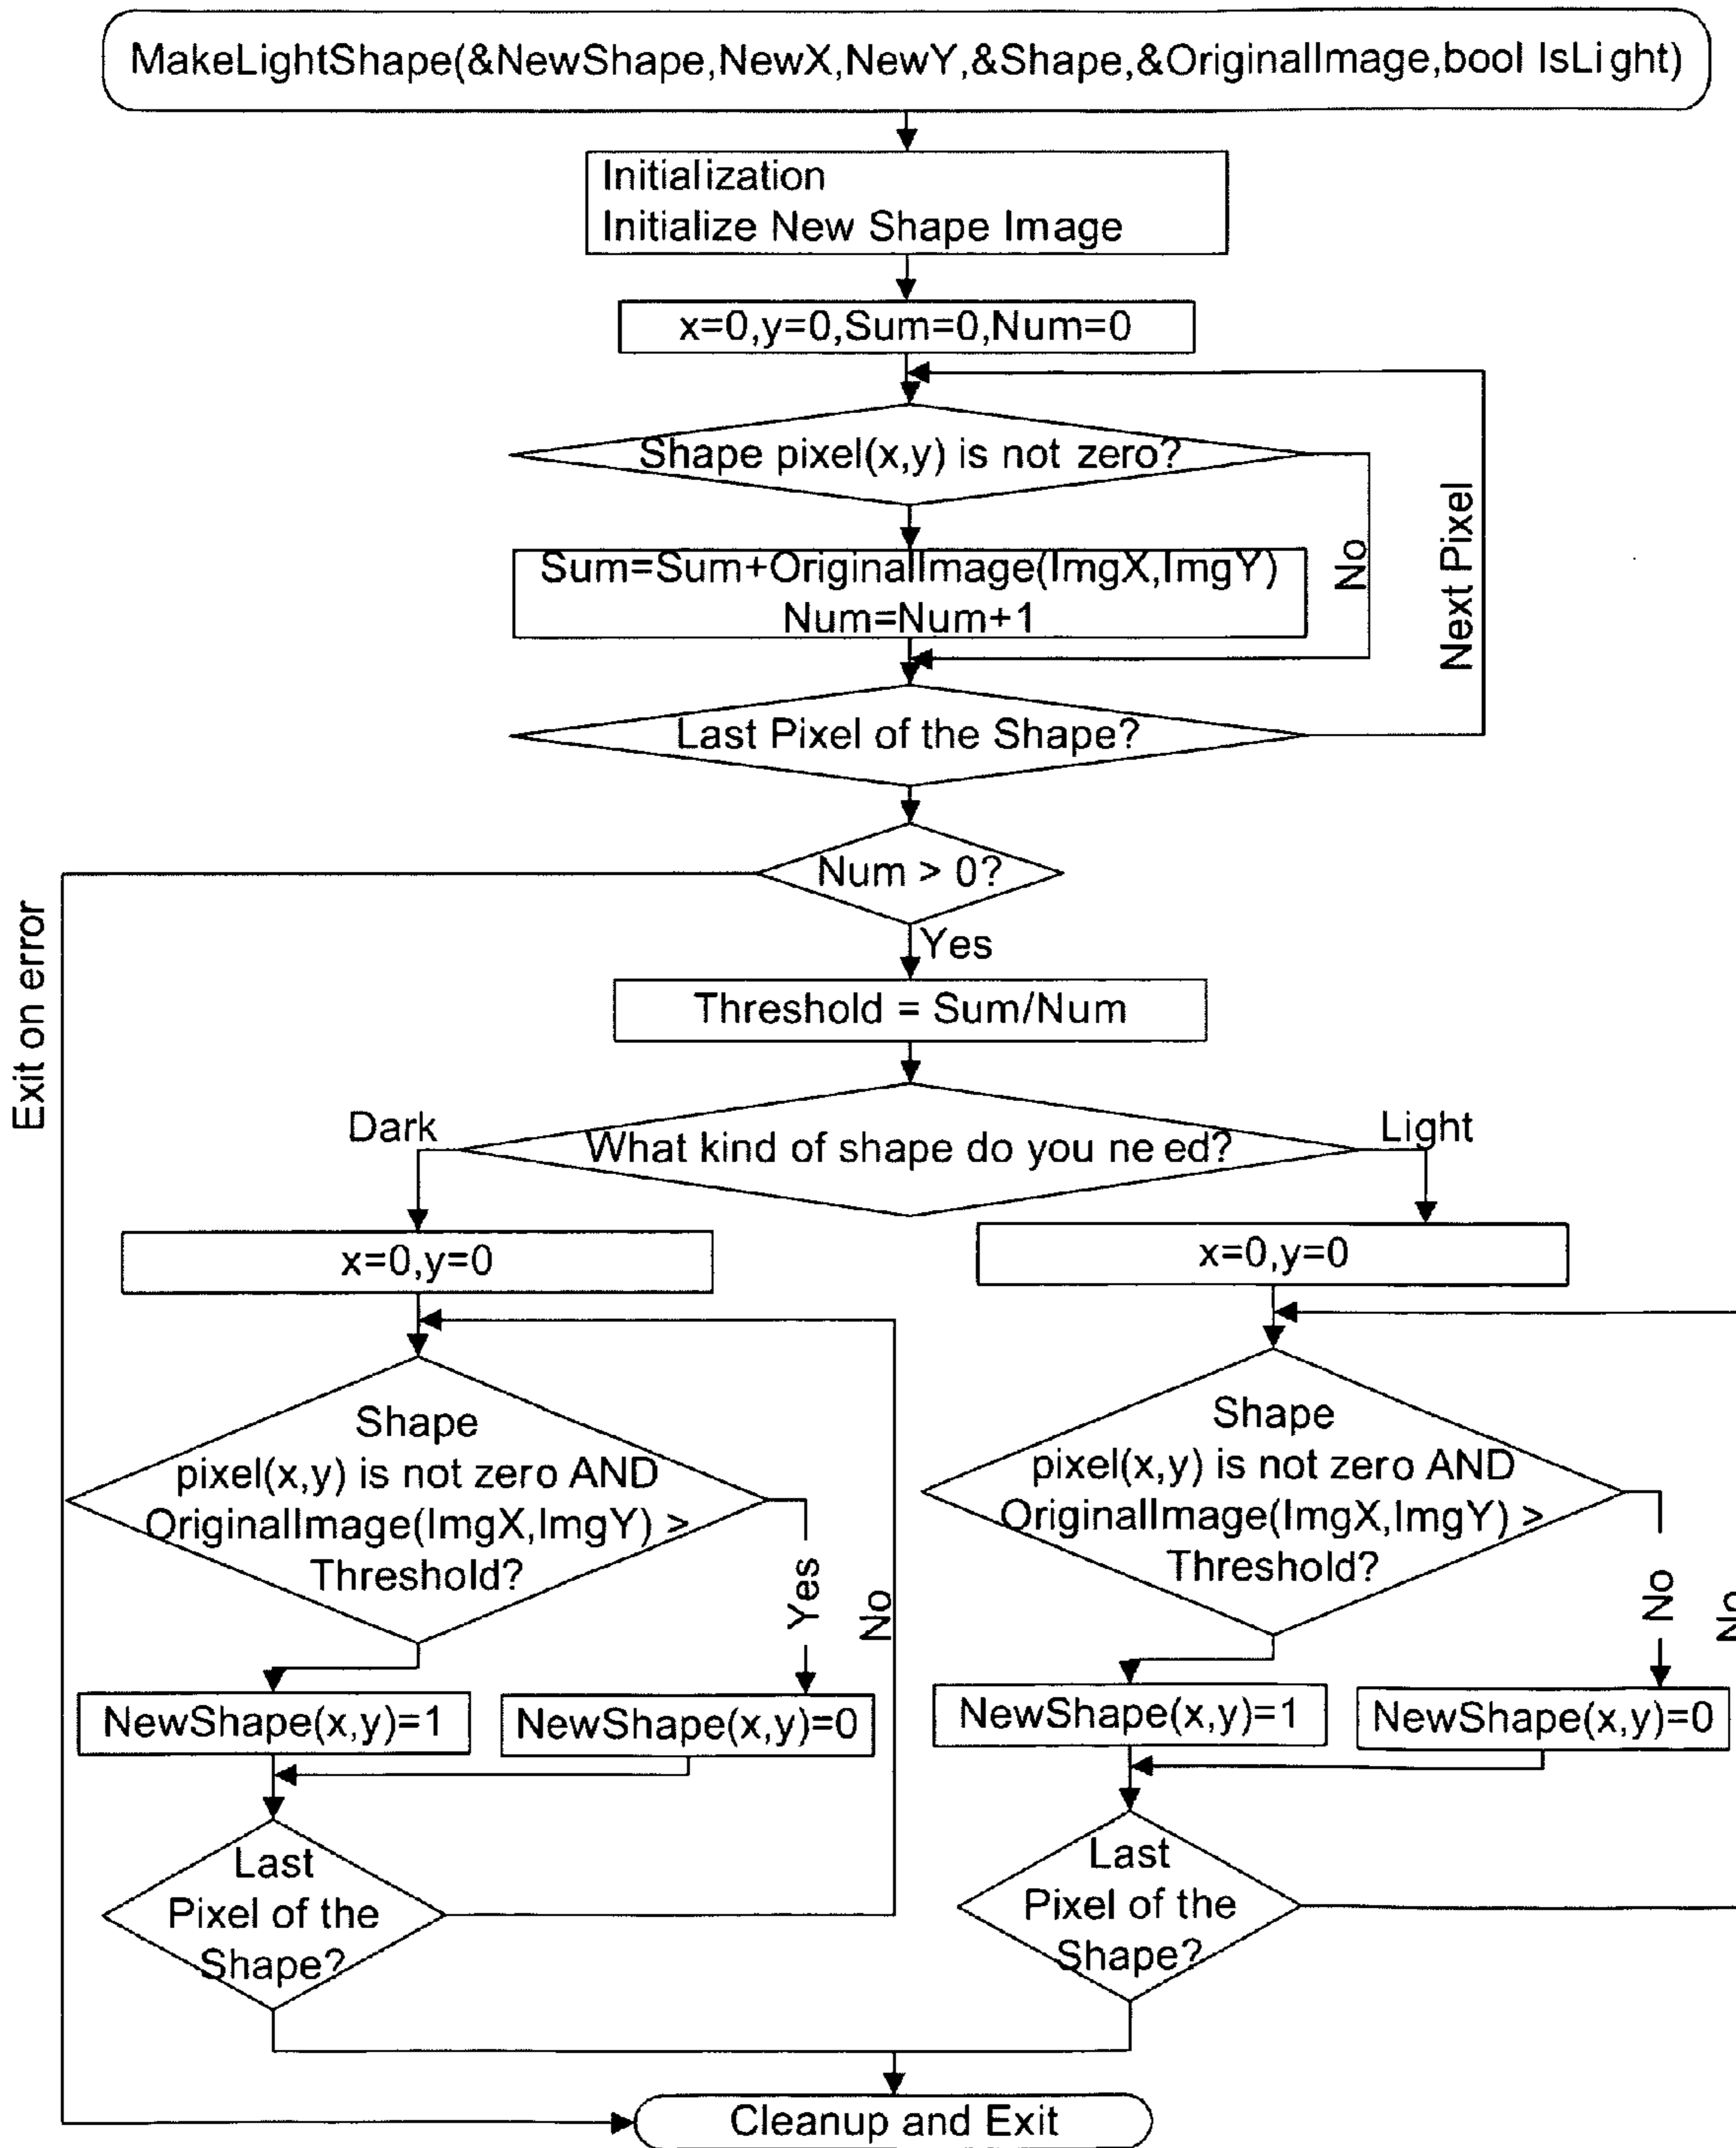 MakeLightShape(&NewShape,NewX,NewY,&Shape,&OriginalImage,bool IsLight)
Initialization
Initialize New Shape Image
x=0,y=0,Sum=0,Num=0
Shape pixel(x,y) is not zero?
No
Next Pixel
Sum=Sum+OriginalImage(ImgX,ImgY)
Num=Num+1
Last Pixel of the Shape?
Num > 0?
Exit on error
Yes
Threshold = Sum/Num
What kind of shape do you need?
Dark
Light
x=0,y=0
x=0,y=0
Shape
pixel(x,y) is not zero AND
OriginalImage(ImgX,ImgY) >
Threshold?
Yes
No
Shape
pixel(x,y) is not zero AND
OriginalImage(ImgX,ImgY) >
Threshold?
No
No
NewShape(x,y)=1
NewShape(x,y)=0
NewShape(x,y)=1
NewShape(x,y)=0
Last
Pixel of the
Shape?
Last
Pixel of the
Shape?
Cleanup and Exit